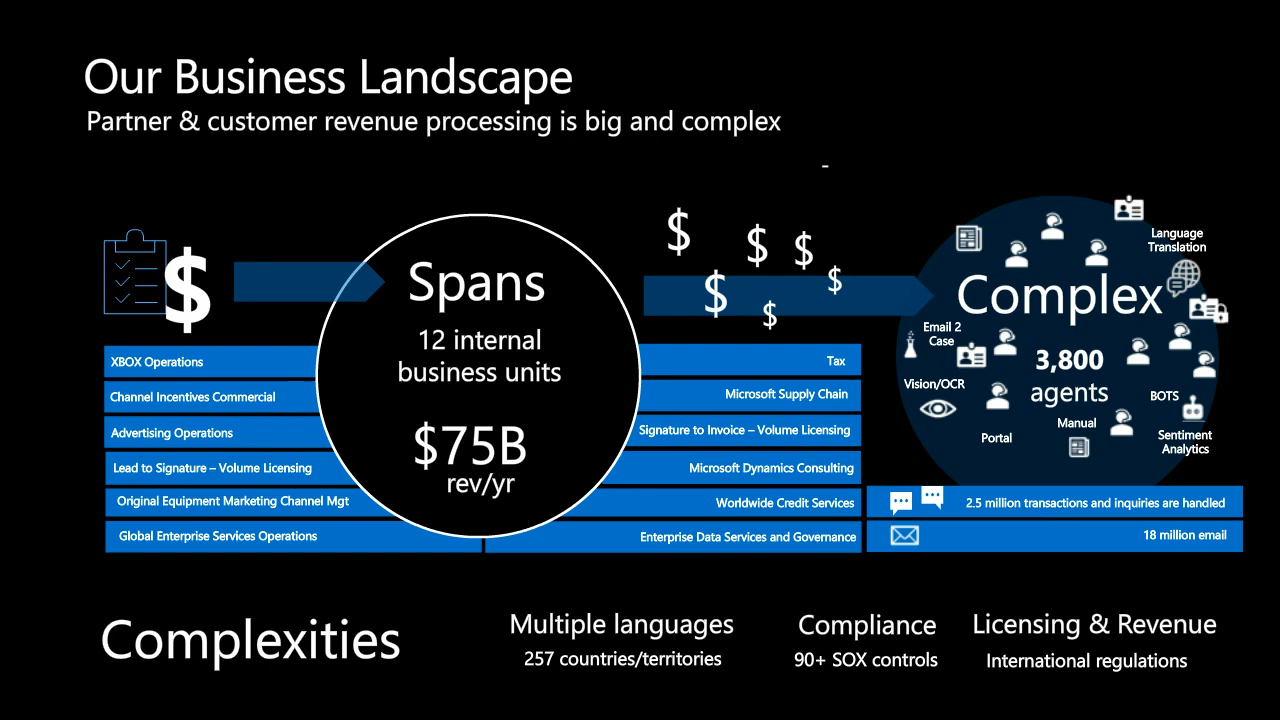 Our Business Landscape
Partner & customer revenue processing is big and complex
-
$
$
$
$
$
$
$
Spans
12 internal
business units
$75B
rev/yr
XBOX Operations
Channel Incentives Commercial
Advertising Operations
Lead to Signature – Volume Licensing
Original Equipment Marketing Channel Mgt
Global Enterprise Services Operations
Tax
Microsoft Supply Chain
Signature to Invoice – Volume Licensing
Microsoft Dynamics Consulting
Worldwide Credit Services
Enterprise Data Services and Governance
Language
Translation
Complex
Email 2
Case
3,800
agents
Vision/OCR
BOTS
Manual
Portal
Sentiment
Analytics
2.5 million transactions and inquiries are handled
18 million email
Complexities
Multiple languages
257 countries/territories
Compliance
90+ SOX controls
Licensing & Revenue
International regulations